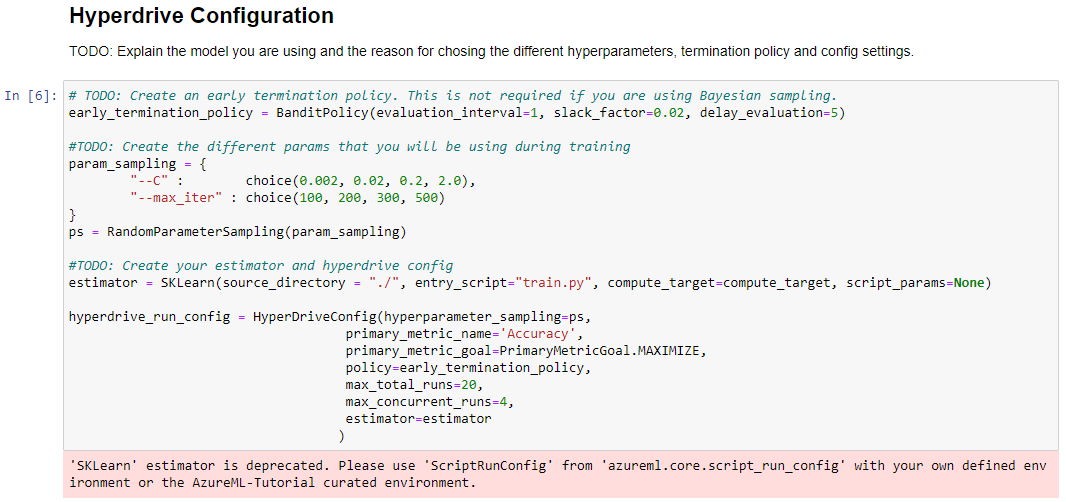 Hyperdrive Configuration
TODO: Explain the model you are using and the reason for chosing the different hyperparameters, termination policy and config settings.
In [6]:
# TODO: Create an early termination policy. This is not required if you are using Bayesian sampling.
early_termination_policy = BanditPolicy(evaluation_interval=1, slack_factor=0.02, delay_evaluation=5)
#TODO: Create the different params that you will be using during training
param_sampling = {
"--C" : choice(0.002, 0.02, 0.2, 2.0),
"--max_iter" : choice(100, 200, 300, 500)
}
ps = RandomParameterSampling(param_sampling)
#TODO: Create your estimator and hyperdrive config
estimator = SKLearn(source_directory = "./", entry_script="train.py", compute_target=compute_target, script_params=None)
hyperdrive_run_config = HyperDriveConfig(hyperparameter_sampling=ps,
primary_metric_name='Accuracy',
primary_metric_goal=PrimaryMetricGoal.MAXIMIZE,
policy=early_termination_policy,
max_total_runs=20,
max_concurrent_runs=4,
estimator=estimator
)
'SKLearn' estimator is deprecated. Please use 'ScriptRunConfig' from 'azureml.core.script_run_config' with your own defined env
ironment or the AzureML-Tutorial curated environment.